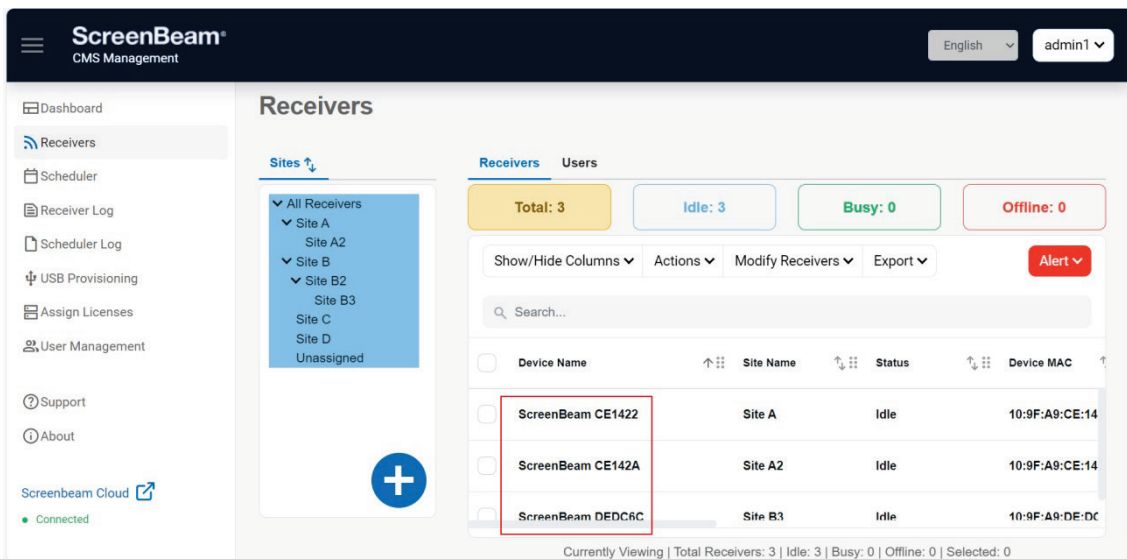 ScreenBeam®
CMS Management
English
admin1
Dashboard
Receivers
Scheduler
Receiver Log
Scheduler Log
USB Provisioning
Assign Licenses
User Management
Support
About
Screenbeam Cloud
Connected
Receivers
Sites
All Receivers
Site A
Site A2
Site B
Site B2
Site B3
Site C
Site D
Unassigned
Receivers Users
Total: 3 Idle: 3 Busy: 0 Offline: 0
Show/Hide Columns Actions Modify Receivers Export Alert
Search...
Device Name Site Name Status Device MAC
ScreenBeam CE1422 Site A Idle 10:9F:A9:CE:14
ScreenBeam CE142A Site A2 Idle 10:9F:A9:CE:14
ScreenBeam DEDC6C Site B3 Idle 10:9F:A9:DE:DC
Currently Viewing | Total Receivers: 3 | Idle: 3 | Busy: 0 | Offline: 0 | Selected: 0